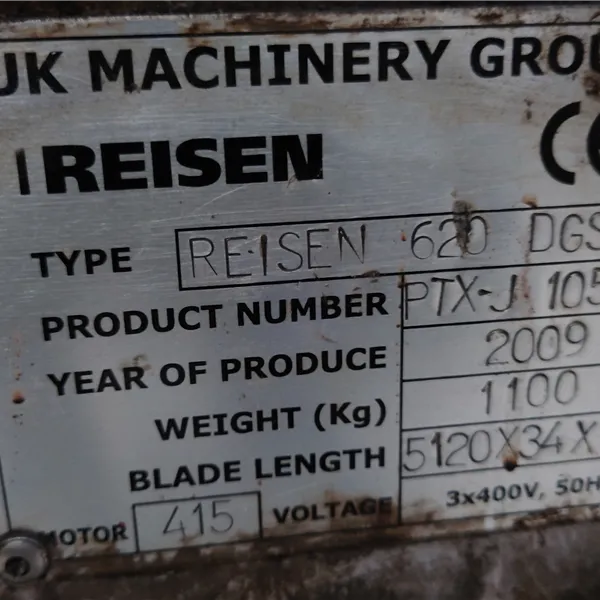 UK MACHINERY GROU
REISEN CE
TYPE REISEN 620 DGS
PRODUCT NUMBER PTX-J 105
YEAR OF PRODUCE 2009
WEIGHT (Kg) 1100
BLADE LENGTH 5120X34X
MOTOR 415 VOLTAGE 3x400V, 50H